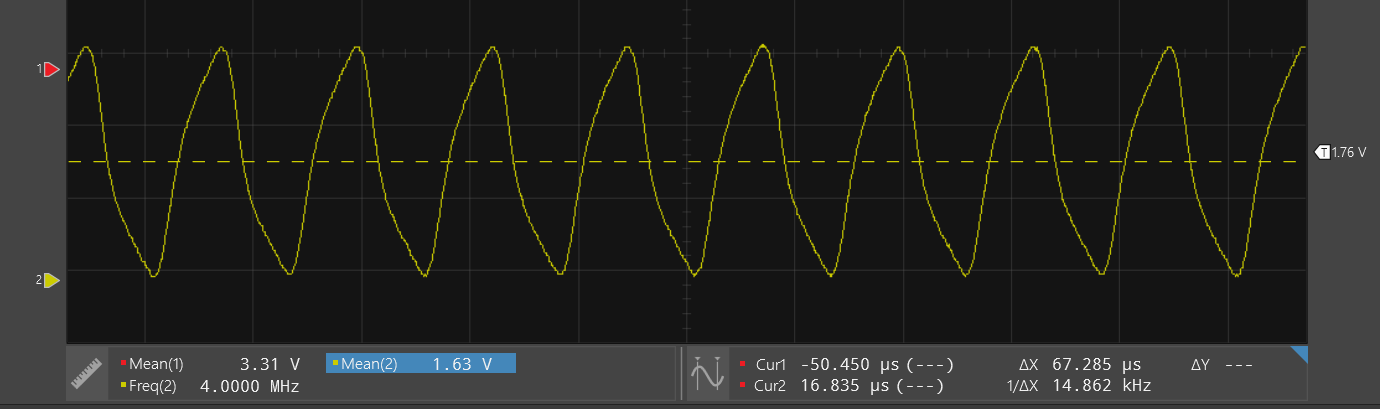 1
1.76 V
T
2
Mean(1) 3.31 V Mean(2) 1.63 V
Freq(2) 4.0000 MHz
Cur1 -50.450 µs (---) ΔX 67.285 µs ΔY ---
Cur2 16.835 µs (---) 1/ΔX 14.862 kHz